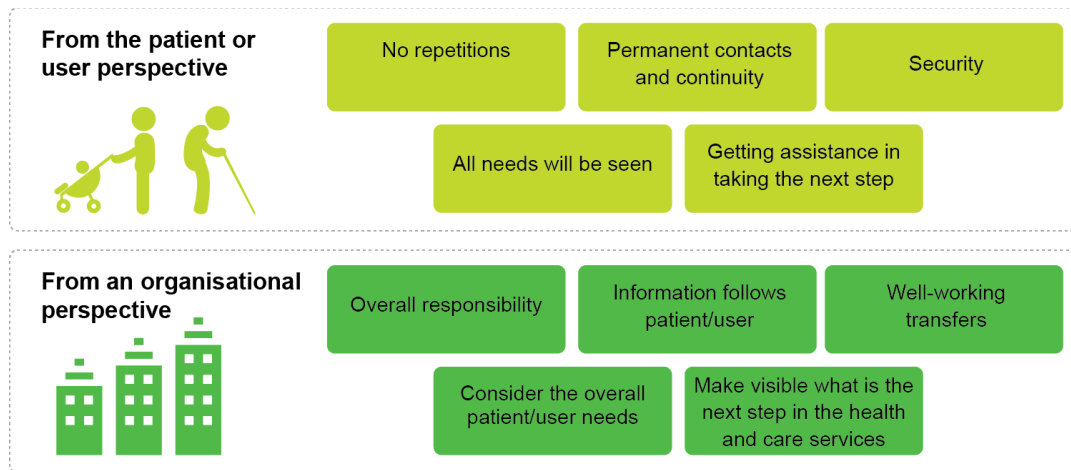 From the patient or
user perspective
No repetitions
Permanent contacts
and continuity
Security
All needs will be seen
Getting assistance in
taking the next step
From an organisational
perspective
Overall responsibility
Information follows
patient/user
Well-working
transfers
Consider the overall
patient/user needs
Make visible what is the
next step in the health
and care services